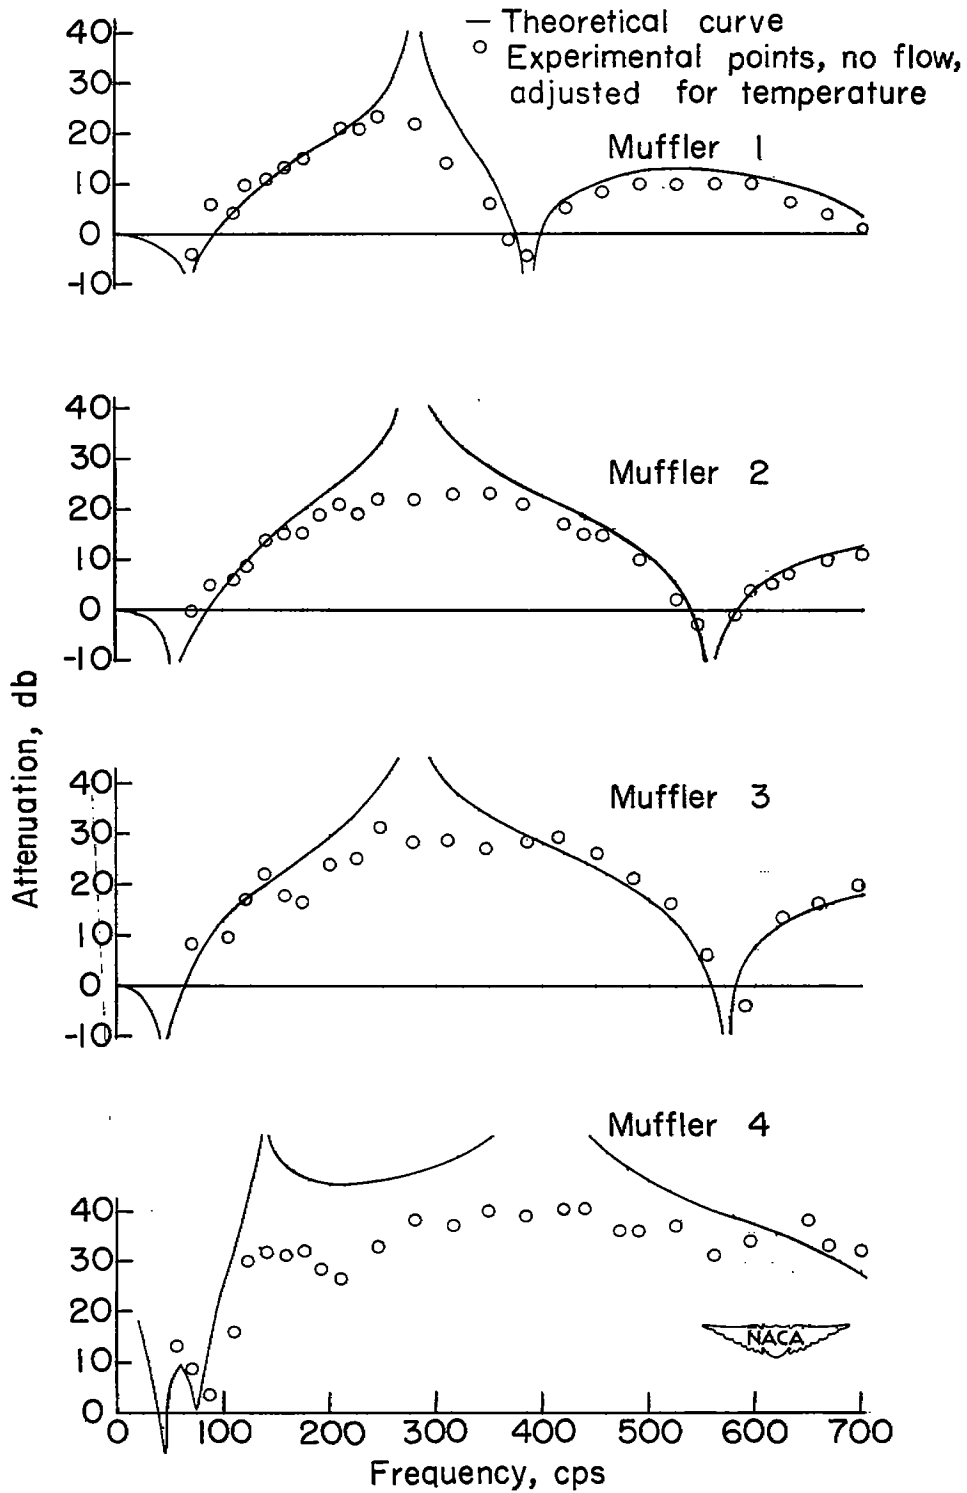 — Theoretical curve
○ Experimental points, no flow,
adjusted for temperature
Muffler 1
40
30
20
10
0
-10
Muffler 2
40
30
20
10
0
-10
Muffler 3
40
30
20
10
0
-10
Attenuation, db
Muffler 4
40
30
20
10
0
NACA
0 100 200 300 400 500 600 700
Frequency, cps